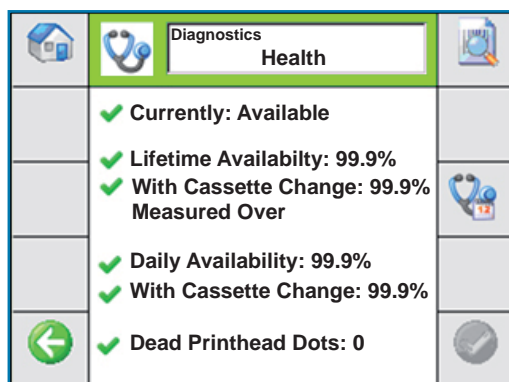 Diagnostics
Health
Currently: Available
Lifetime Availabilty: 99.9%
With Cassette Change: 99.9%
Measured Over
Daily Availability: 99.9%
With Cassette Change: 99.9%
Dead Printhead Dots: 0
12